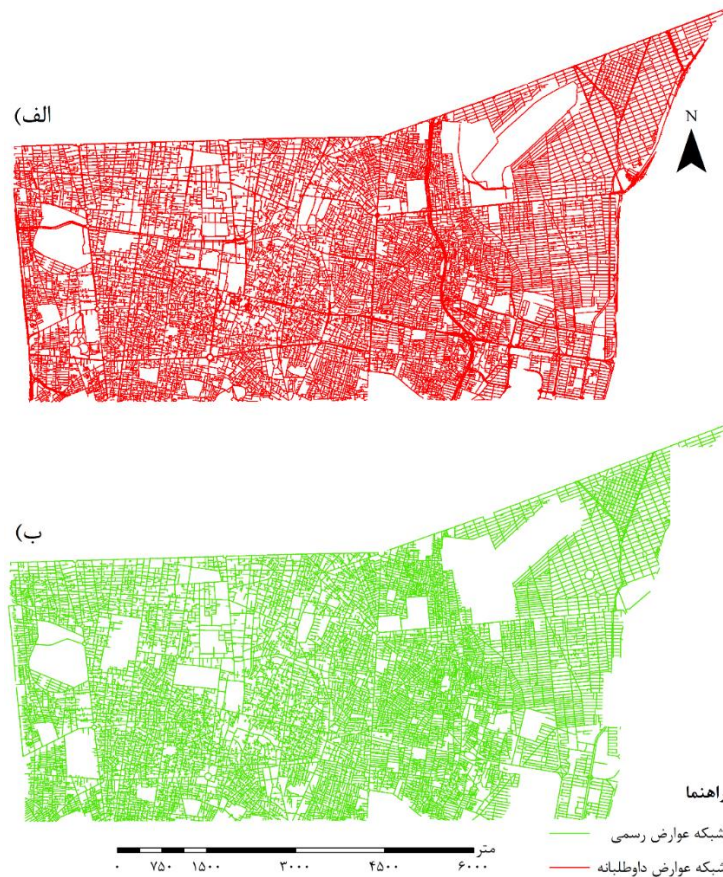 الف)
N
ب)
راهنما
شبکه عوارض رسمی
شبکه عوارض داوطلبانه
متر
۰ ۷۵۰ ۱۵۰۰ ۳۰۰۰ ۴۵۰۰ ۶۰۰۰